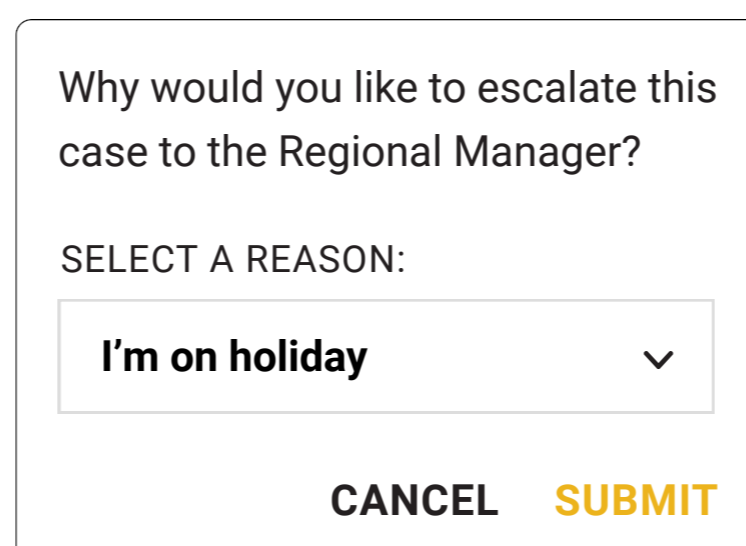 Why would you like to escalate this
case to the Regional Manager?
SELECT A REASON:
I’m on holiday
CANCEL SUBMIT